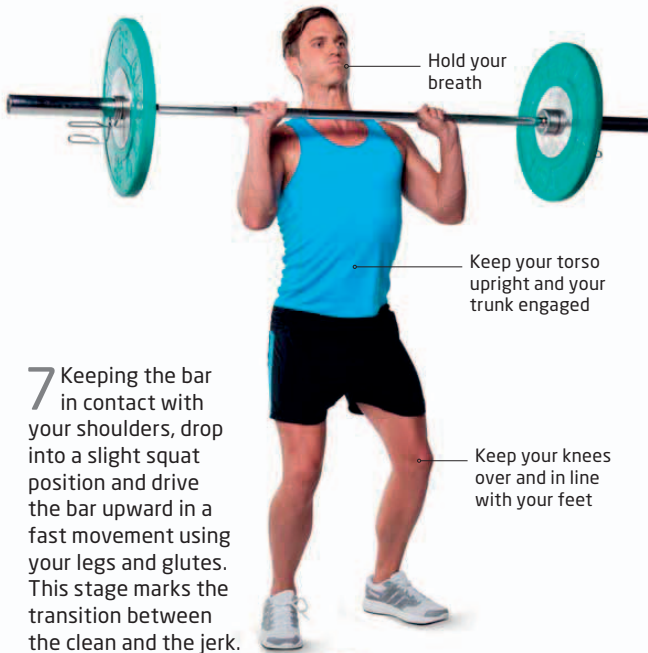 Hold your
breath
Keep your torso
upright and your
trunk engaged
7 Keeping the bar
in contact with
your shoulders, drop
into a slight squat
position and drive
the bar upward in a
fast movement using
your legs and glutes.
This stage marks the
transition between
the clean and the jerk.
Keep your knees
over and in line
with your feet